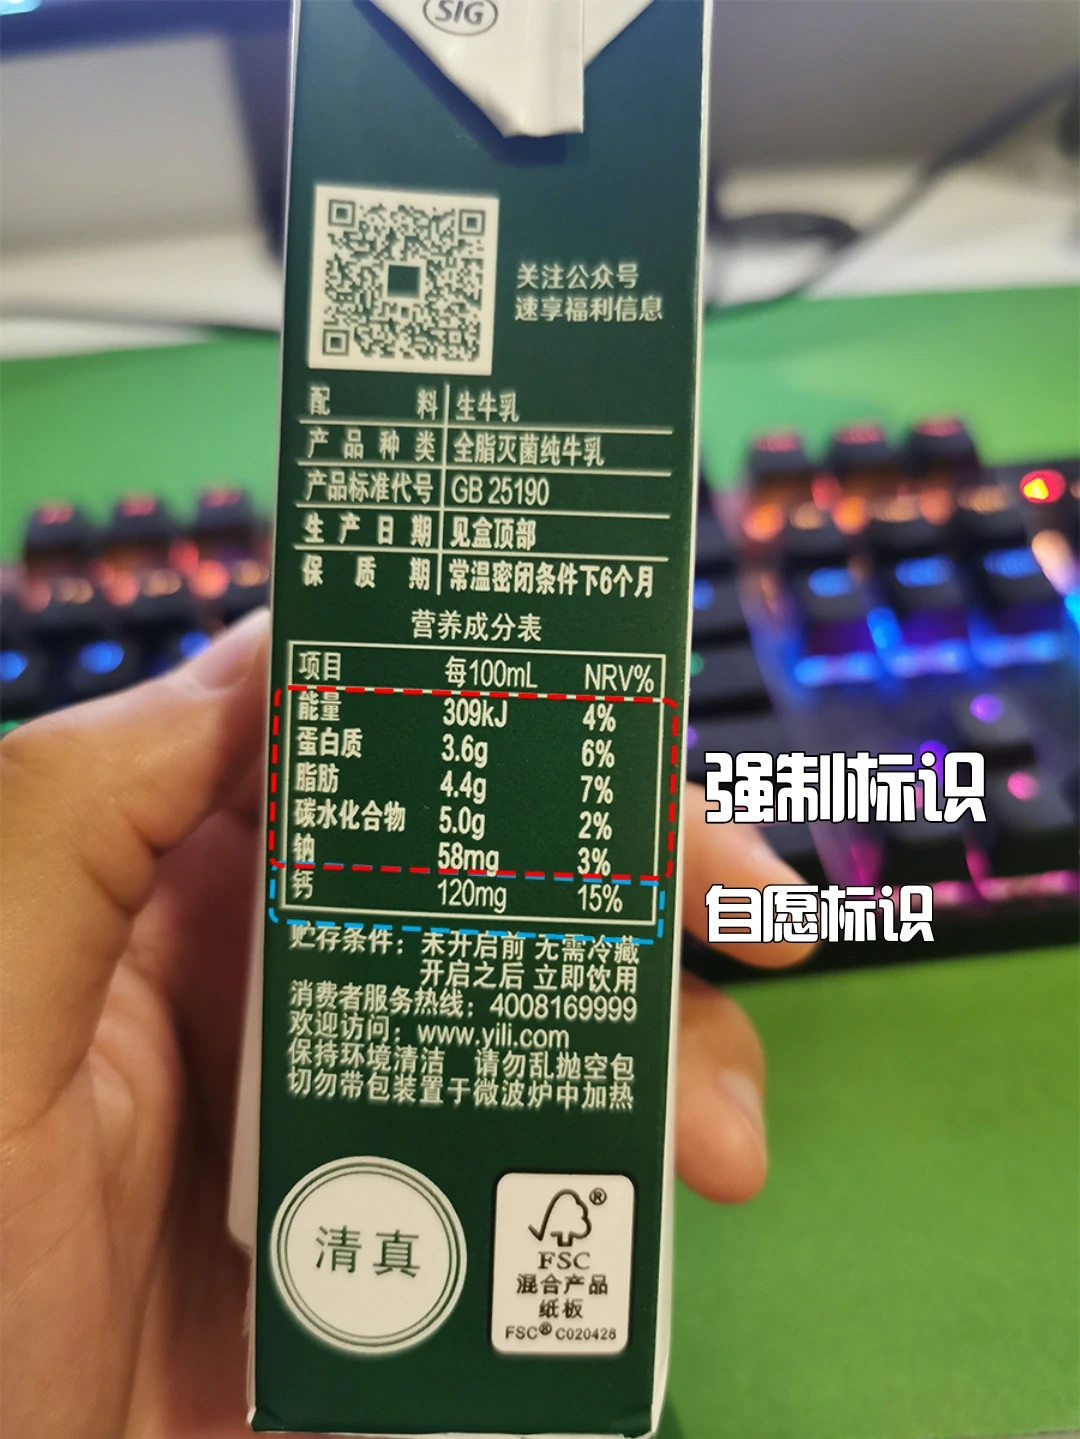 SIG
关注公众号
速享福利信息
配料 生牛乳
产品种类 全脂灭菌纯牛乳
产品标准代号 GB 25190
生产日期 见盒顶部
保质期 常温密闭条件下6个月
营养成分表
项目 每100mL NRV%
能量 309kJ 4%
蛋白质 3.6g 6%
脂肪 4.4g 7%
碳水化合物 5.0g 2%
钠 58mg 3%
钙 120mg 15%
强制标识
自愿标识
贮存条件：未开启前 无需冷藏
开启之后 立即饮用
消费者服务热线：4008169999
欢迎访问：www.yili.com
保持环境清洁 请勿乱抛空包
切勿带包装置于微波炉中加热
清真
®
FSC
混合产品
纸板
FSC® C020428